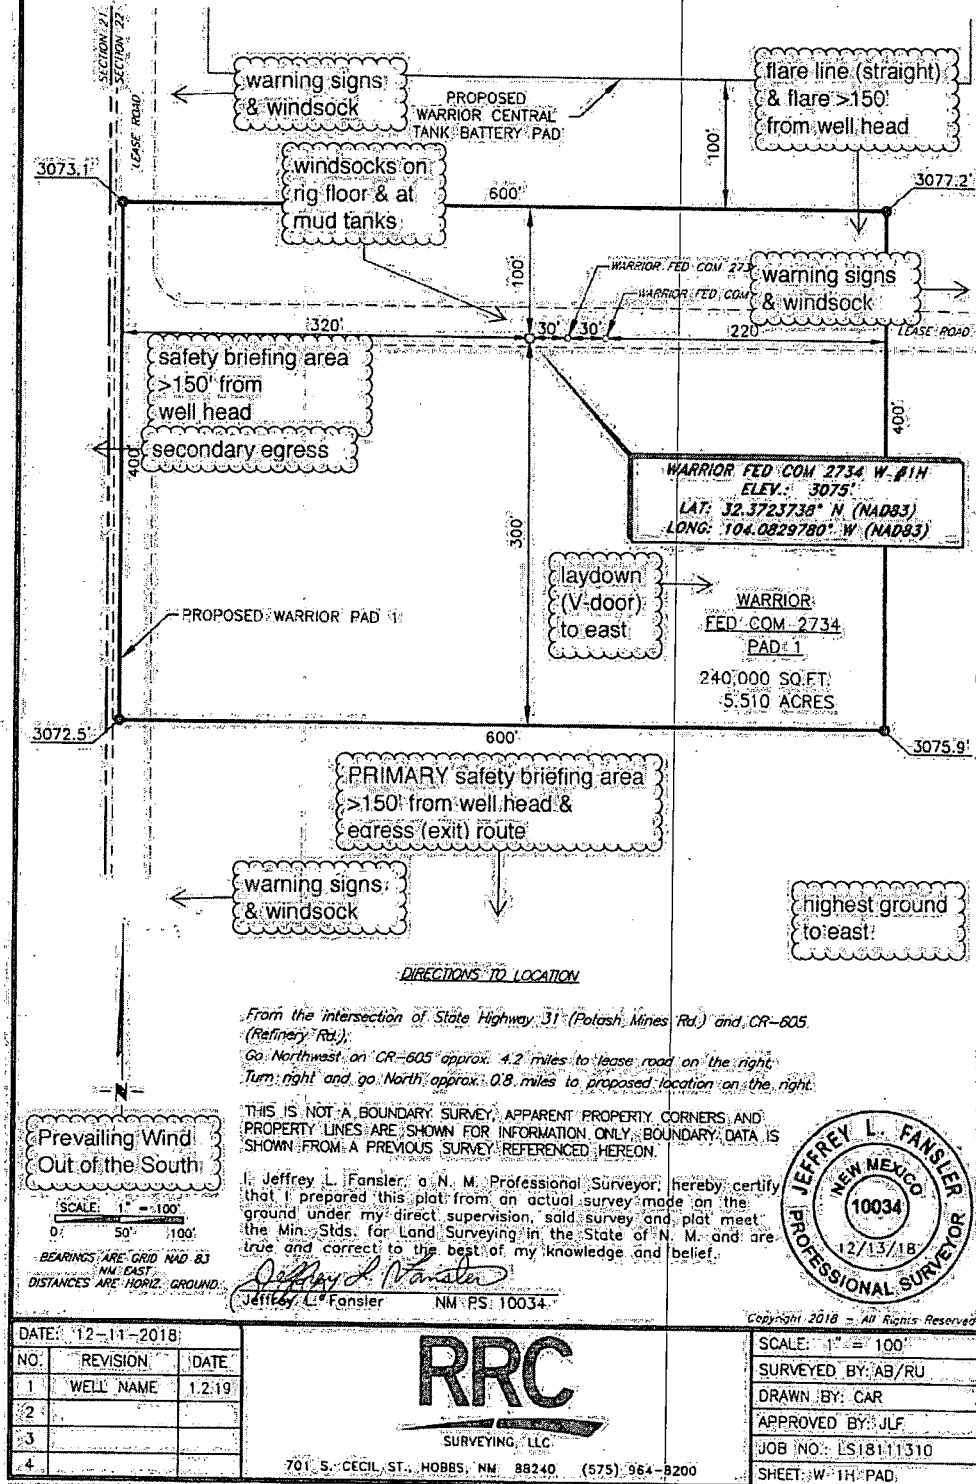 SECTION 21
SECTION 22
LEASE ROAD
warning signs
& windsock
PROPOSED
WARRIOR CENTRAL
TANK BATTERY PAD
100'
flare line (straight)
& flare >150'
from well head
3073.1'
windsocks on
rig floor & at
mud tanks
600'
3077.2'
100'
WARRIOR FED COM 273
WARRIOR FED COM
warning signs
& windsock
320'
30'
30'
220
LEASE ROAD
safety briefing area
>150' from
well head
secondary egress
400'
400'
WARRIOR FED COM 2734 W #1H
ELEV.: 3075'
LAT: 32.3723738° N (NAD83)
LONG: 104.0829780° W (NAD83)
300'
laydown
(V-door)
to east
WARRIOR
FED COM 2734
PAD 1
240,000 SQ.FT.
5.510 ACRES
PROPOSED WARRIOR PAD 1
3072.5'
600'
3075.9'
PRIMARY safety briefing area
>150' from well head &
egress (exit) route
warning signs
& windsock
highest ground
to east
DIRECTIONS TO LOCATION
From the intersection of State Highway 31 (Potash Mines Rd.) and CR-605
(Refinery Rd.);
Go Northwest on CR-605 approx. 4.2 miles to lease road on the right;
Turn right and go North approx. 0.8 miles to proposed location on the right.
N
THIS IS NOT A BOUNDARY SURVEY, APPARENT PROPERTY CORNERS AND
PROPERTY LINES ARE SHOWN FOR INFORMATION ONLY, BOUNDARY DATA IS
SHOWN FROM A PREVIOUS SURVEY REFERENCED HEREON.
Prevailing Wind
Out of the South
SCALE: 1" = 100'
0' 50' 100'
BEARINGS ARE GRID NAD 83
NM EAST
DISTANCES ARE HORIZ. GROUND.
I, Jeffrey L. Fansler, a N. M. Professional Surveyor, hereby certify
that I prepared this plat from an actual survey made on the
ground under my direct supervision, said survey and plat meet
the Min. Stds. for Land Surveying in the State of N. M. and are
true and correct to the best of my knowledge and belief.
Jeffrey L. Fansler
Jeffrey L. Fansler NM PS 10034
JEFFREY L. FANSLER
NEW MEXICO
10034
12/13/18
PROFESSIONAL SURVEYOR
Copyright 2018 - All Rights Reserved
DATE: 12-11-2018
NO. REVISION DATE
1 WELL NAME 1.2.19
2
3
4
RRC
SURVEYING, LLC
701 S. CECIL ST., HOBBS, NM 88240 (575) 964-8200
SCALE: 1" = 100'
SURVEYED BY: AB/RU
DRAWN BY: CAR
APPROVED BY: JLF
JOB NO.: LS18111310
SHEET: W 1H PAD